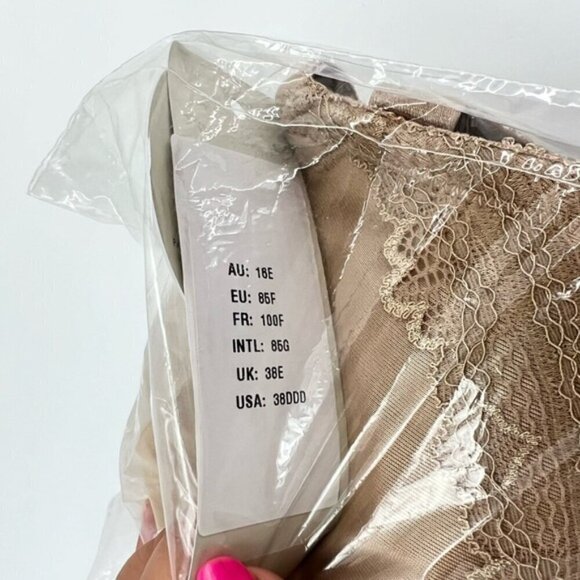 AU: 16E
EU: 85F
FR: 100F
INTL: 85G
UK: 38E
USA: 38DDD